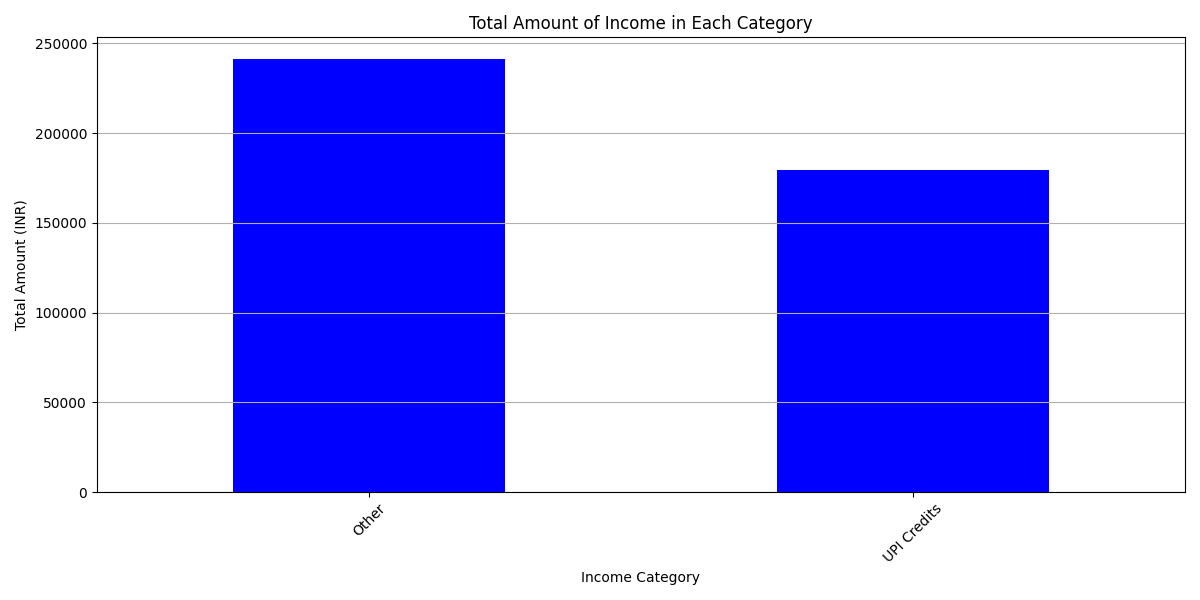 Total Amount of Income in Each Category
250000
200000
150000
100000
50000
0
Total Amount (INR)
Other
UPI Credits
Income Category